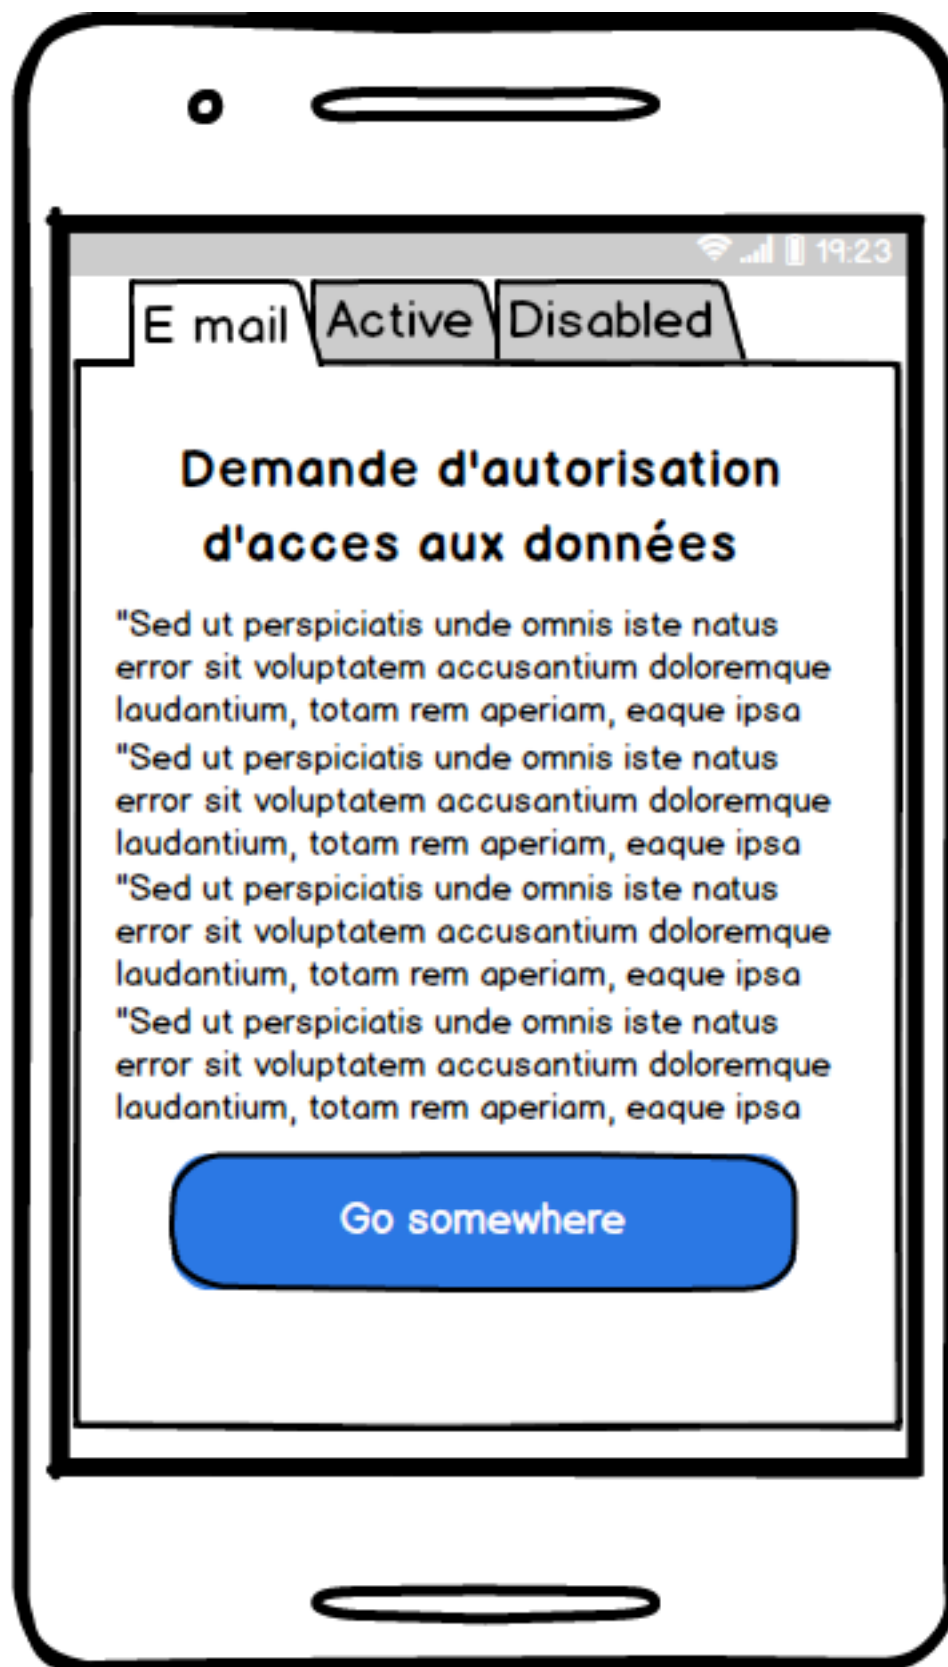 19:23
E mail Active Disabled
Demande d'autorisation
d'acces aux données
"Sed ut perspiciatis unde omnis iste natus
error sit voluptatem accusantium doloremque
laudantium, totam rem aperiam, eaque ipsa
"Sed ut perspiciatis unde omnis iste natus
error sit voluptatem accusantium doloremque
laudantium, totam rem aperiam, eaque ipsa
"Sed ut perspiciatis unde omnis iste natus
error sit voluptatem accusantium doloremque
laudantium, totam rem aperiam, eaque ipsa
"Sed ut perspiciatis unde omnis iste natus
error sit voluptatem accusantium doloremque
laudantium, totam rem aperiam, eaque ipsa
Go somewhere